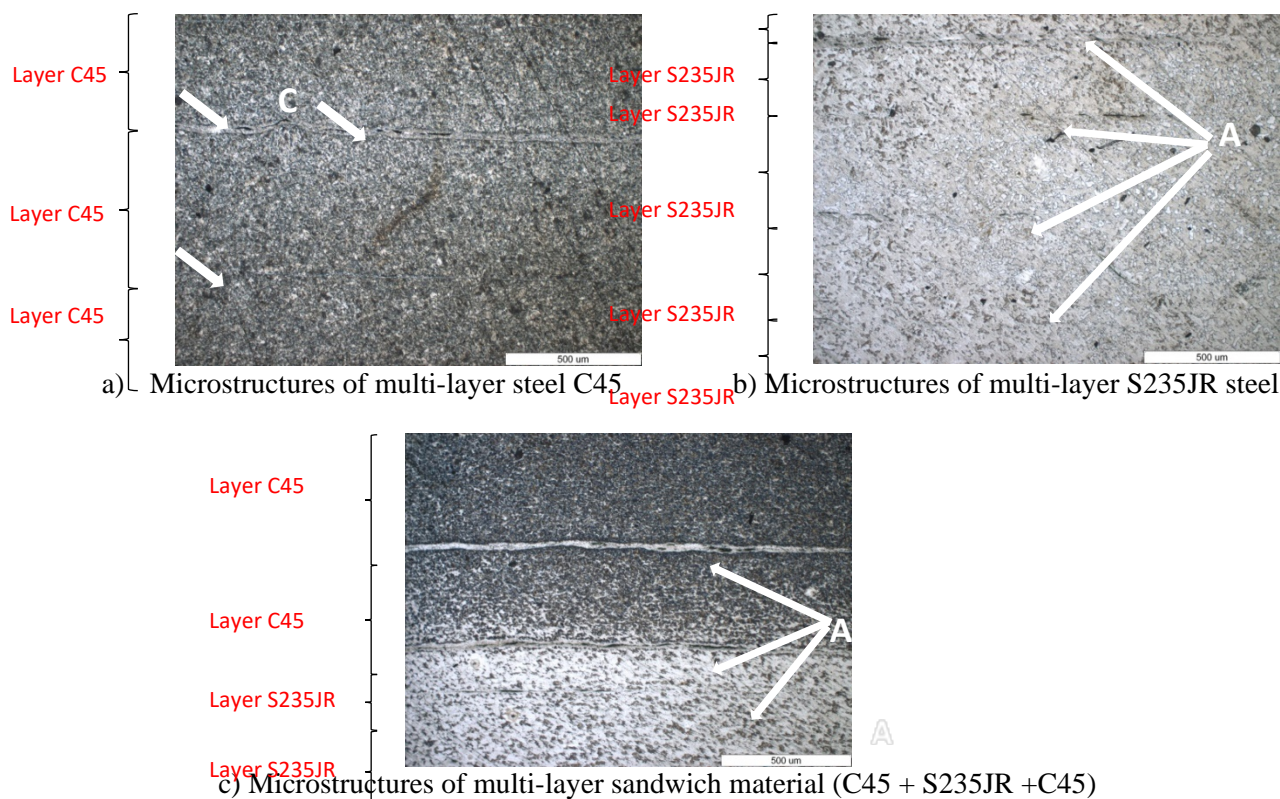 Layer C45
Layer C45
Layer C45
C
500 um
a) Microstructures of multi-layer steel C45
Layer S235JR
Layer S235JR
Layer S235JR
Layer S235JR
Layer S235JR
A
500 um
b) Microstructures of multi-layer S235JR steel
Layer C45
Layer C45
Layer S235JR
Layer S235JR
A
A
500 um
c) Microstructures of multi-layer sandwich material (C45 + S235JR +C45)